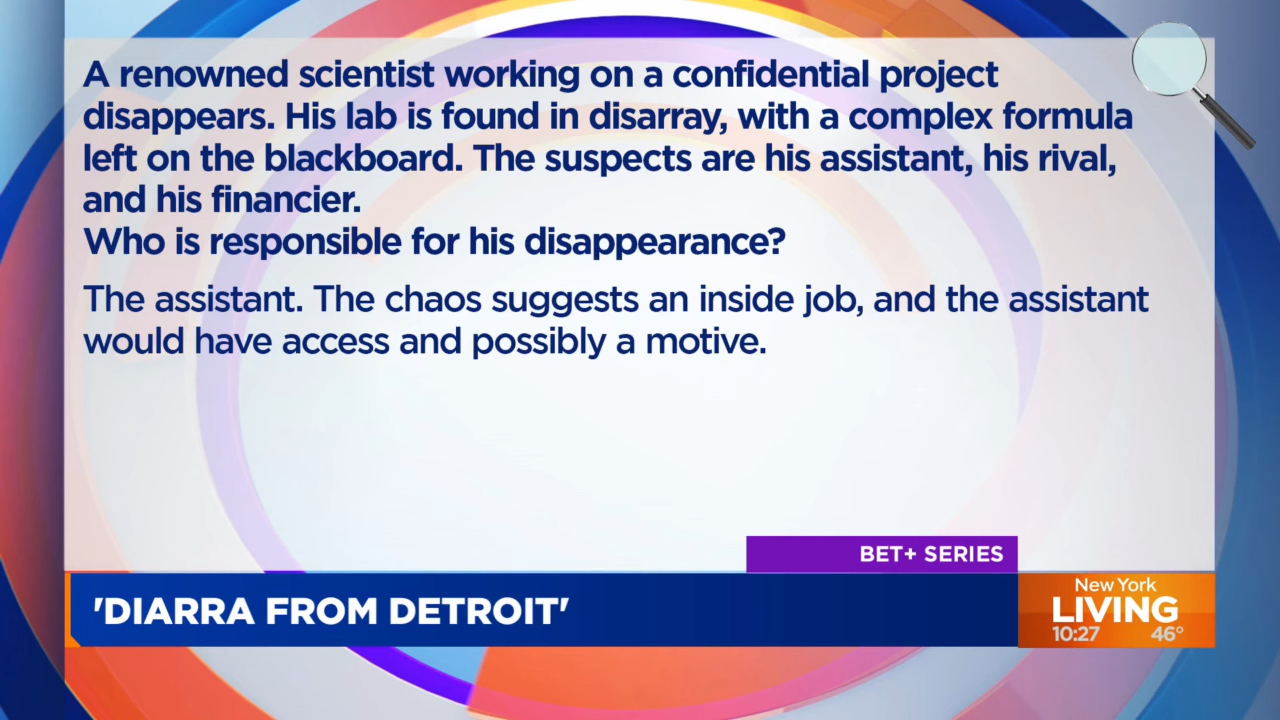 A renowned scientist working on a confidential project
disappears. His lab is found in disarray, with a complex formula
left on the blackboard. The suspects are his assistant, his rival,
and his financier.
Who is responsible for his disappearance?
The assistant. The chaos suggests an inside job, and the assistant
would have access and possibly a motive.
BET+ SERIES
'DIARRA FROM DETROIT'
New York
LIVING
10:27 46°